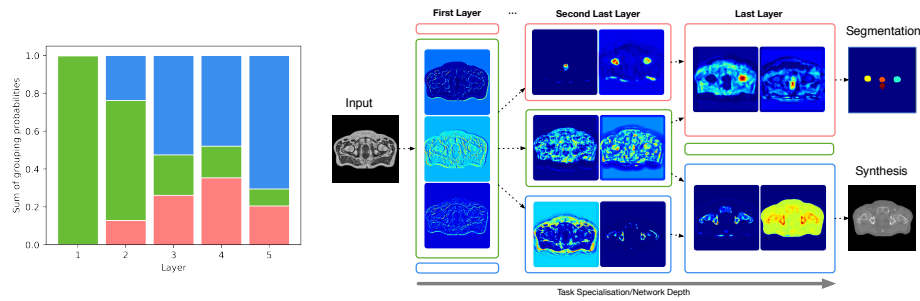 Sum of grouping probabilities
1.0
0.8
0.6
0.4
0.2
0.0
1 2 3 4 5
Layer
First Layer
...
Second Last Layer
Last Layer
Segmentation
Input
Synthesis
Task Specialisation/Network Depth